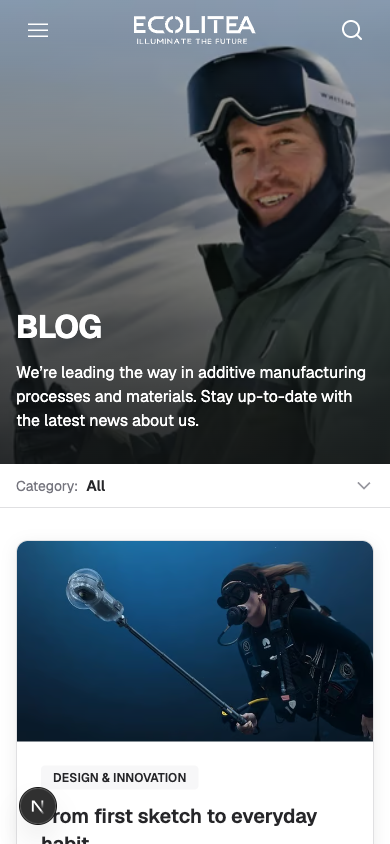 ECOLITEA
ILLUMINATE THE FUTURE
BLOG
We're leading the way in additive manufacturing
processes and materials. Stay up-to-date with
the latest news about us.
Category: All
DESIGN & INNOVATION
N
from first sketch to everyday
habit